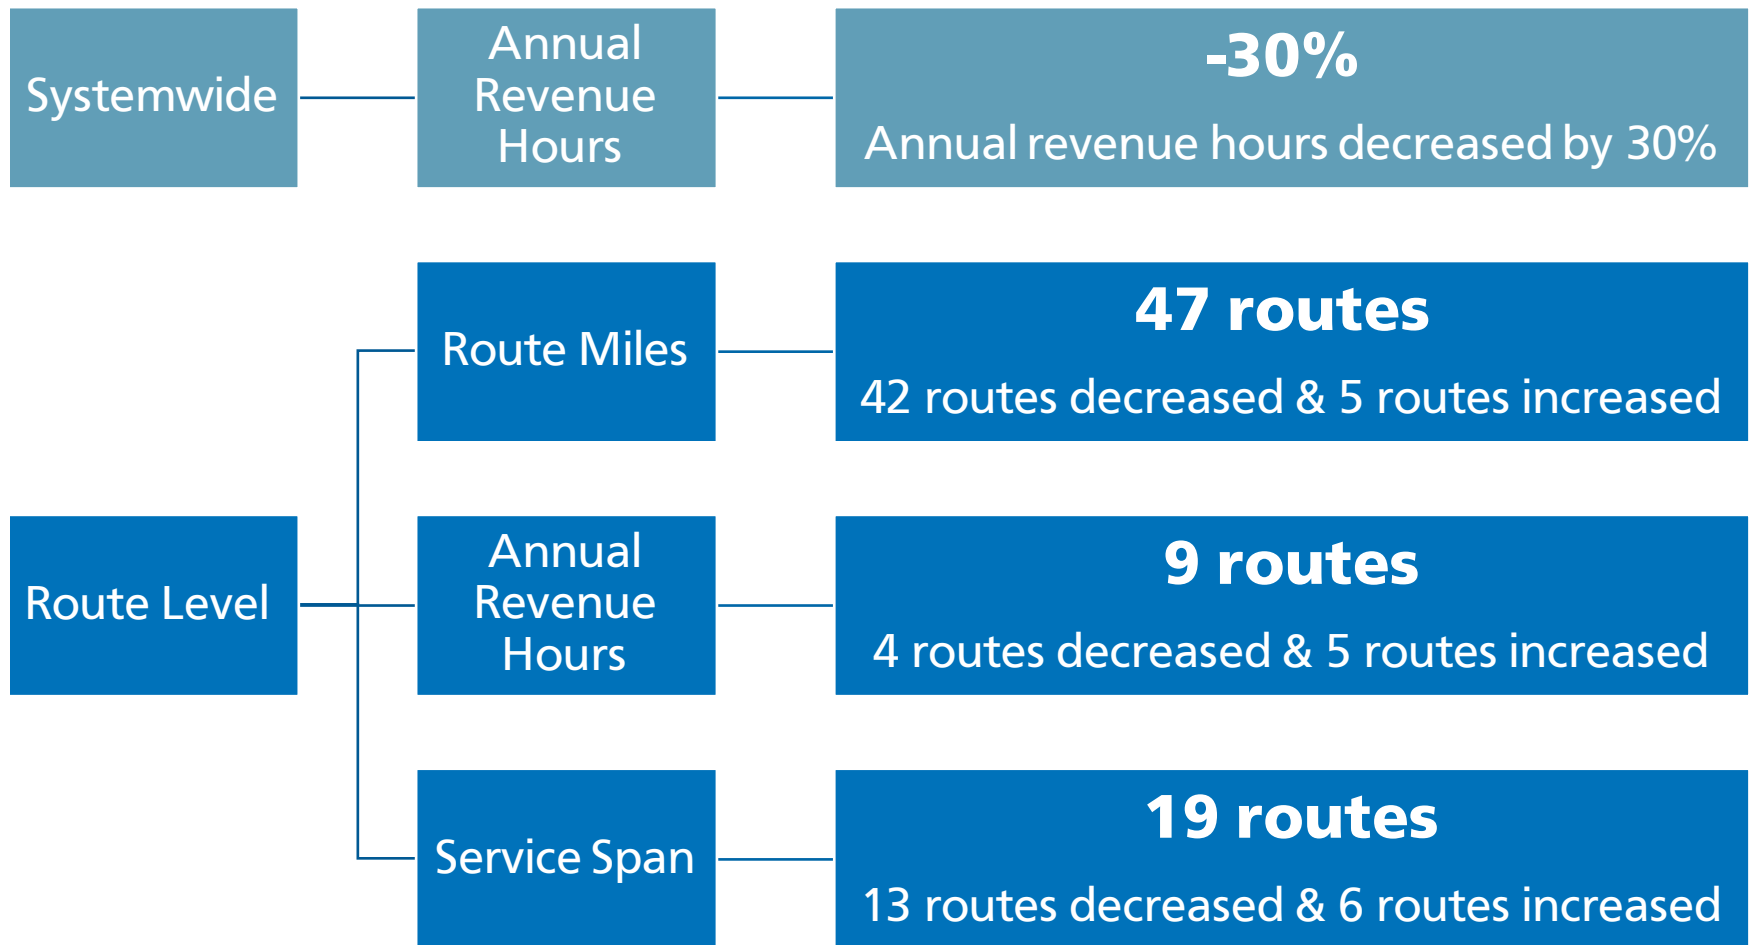 Systemwide
Annual
Revenue
Hours
-30%
Annual revenue hours decreased by 30%
Route Miles
47 routes
42 routes decreased & 5 routes increased
Route Level
Annual
Revenue
Hours
9 routes
4 routes decreased & 5 routes increased
Service Span
19 routes
13 routes decreased & 6 routes increased